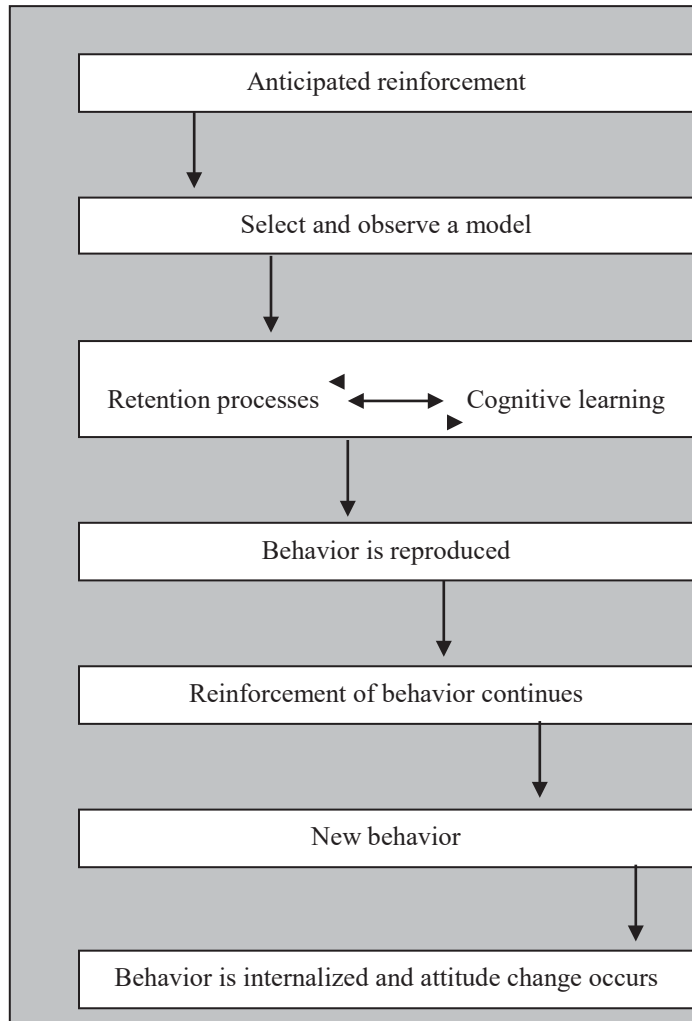 Anticipated reinforcement
Select and observe a model
Retention processes Cognitive learning
Behavior is reproduced
Reinforcement of behavior continues
New behavior
Behavior is internalized and attitude change occurs